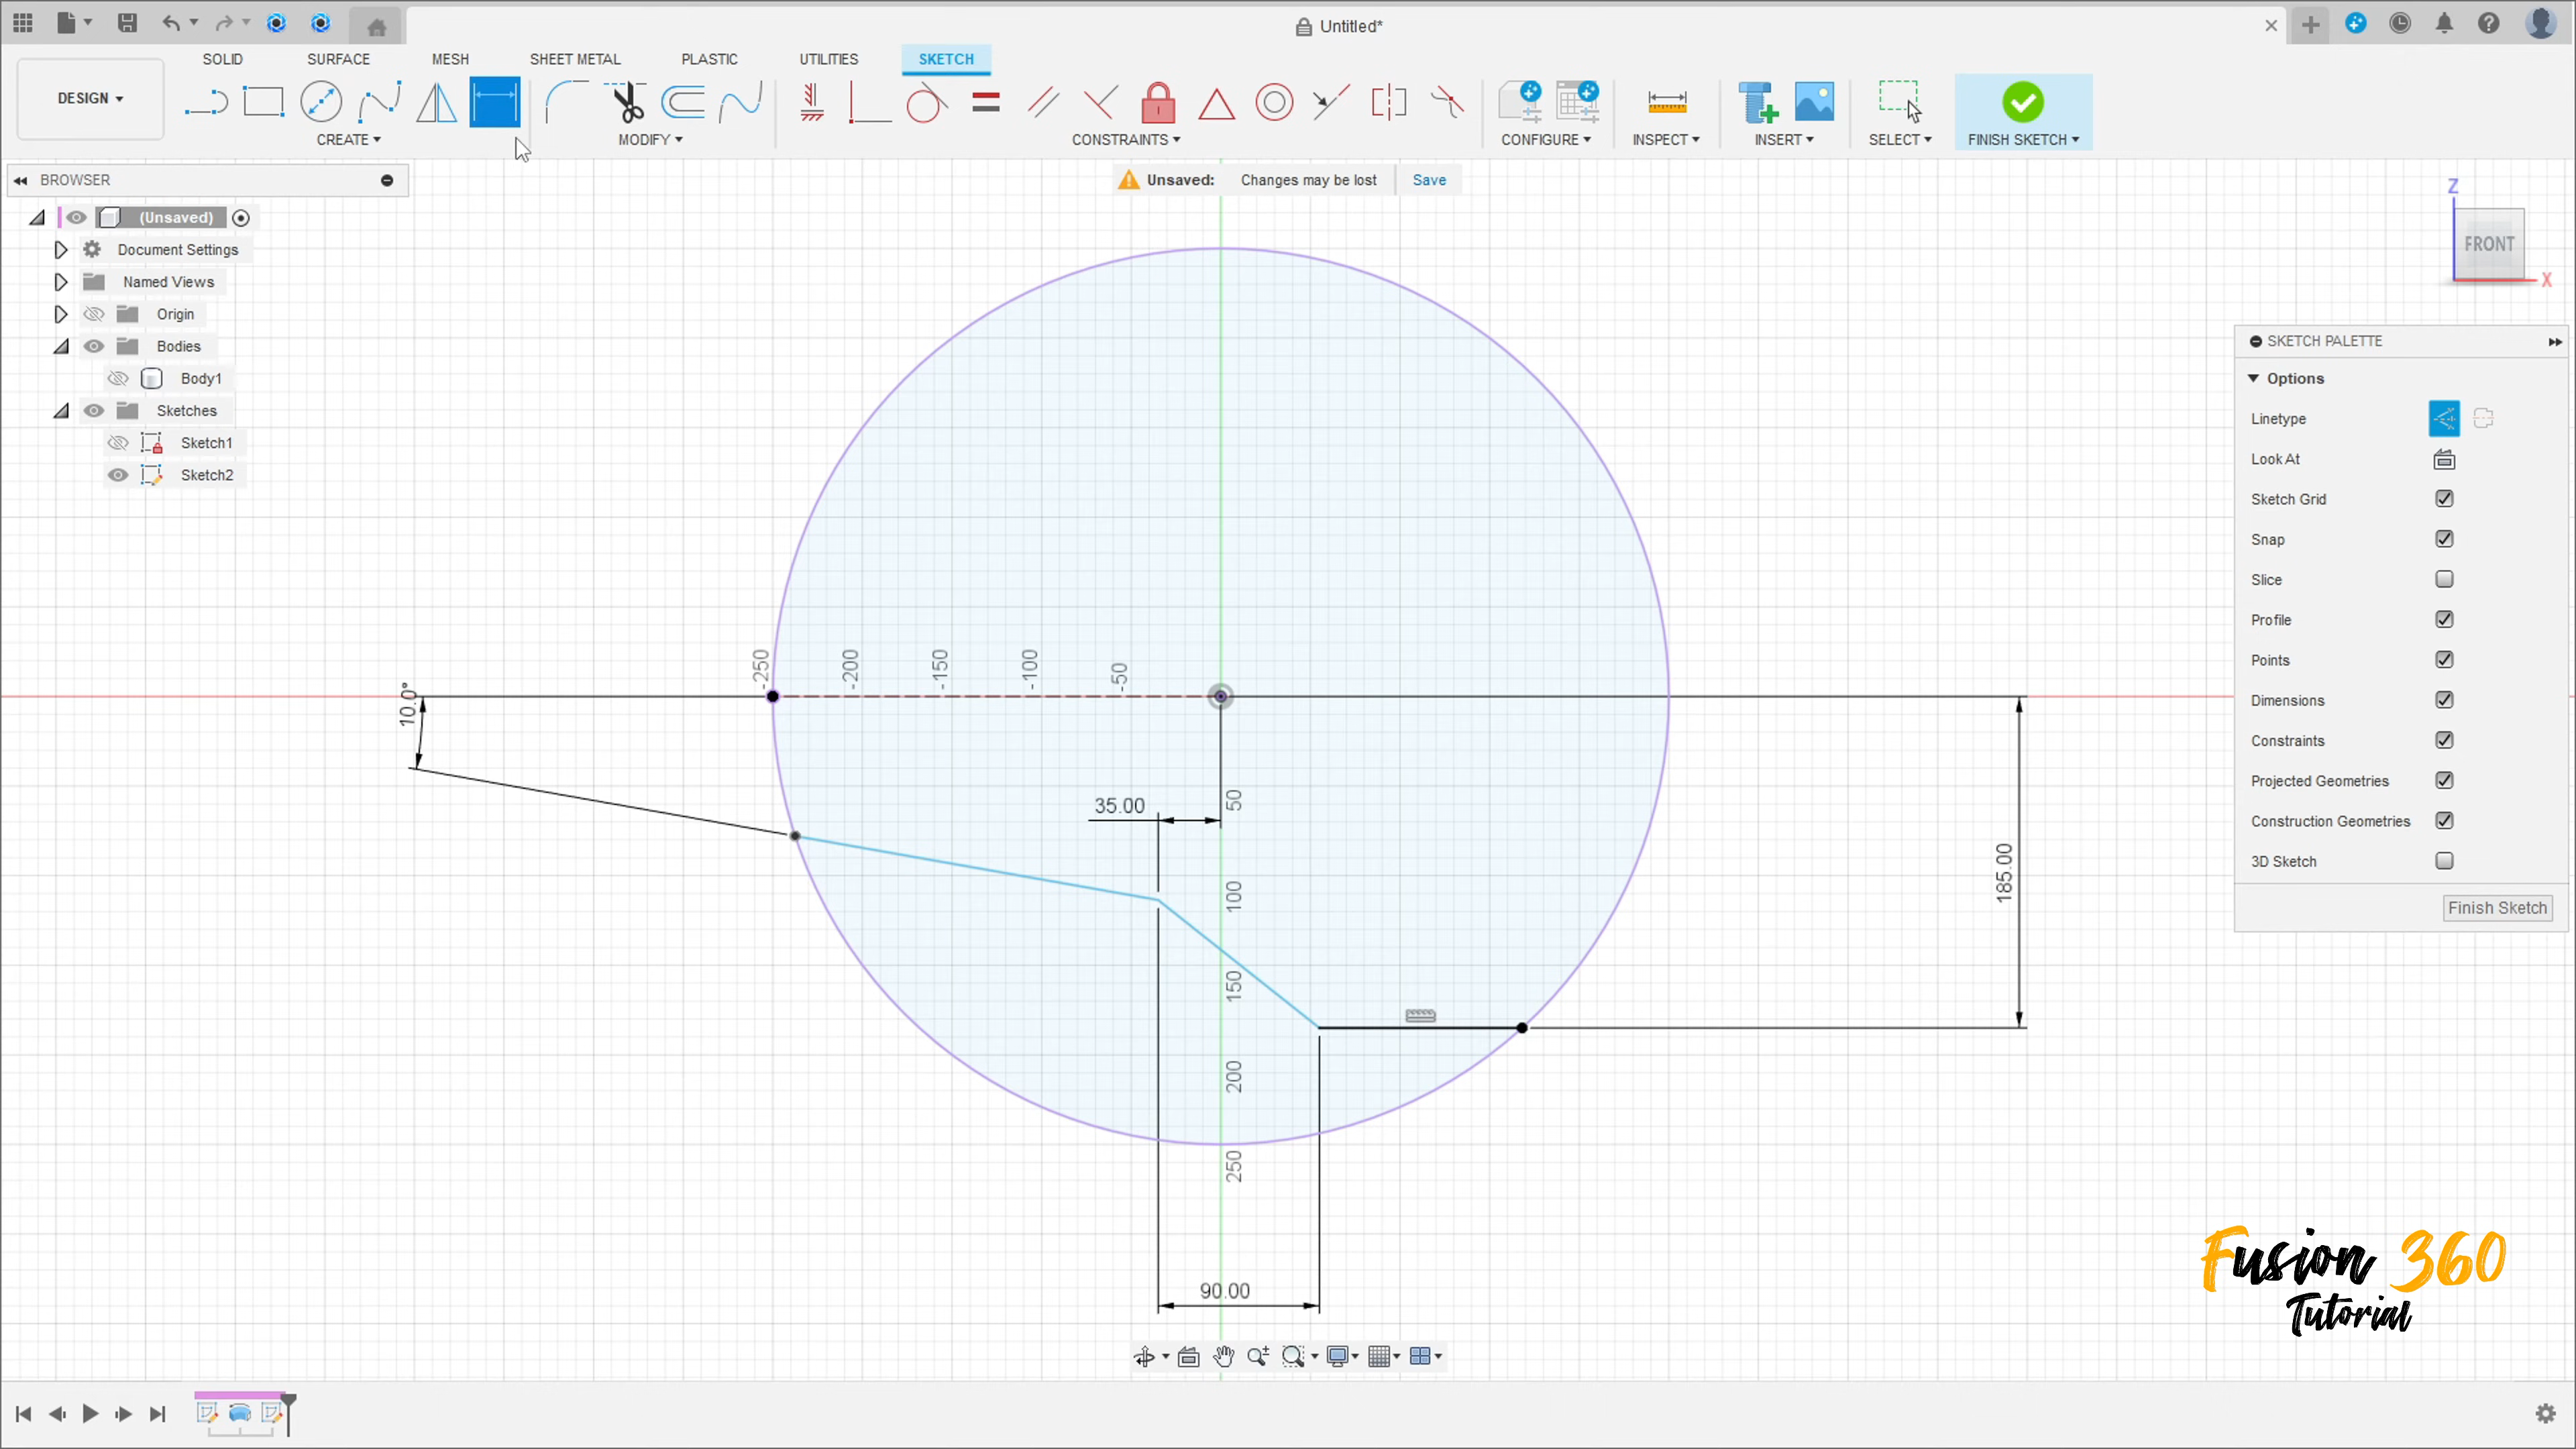 Untitled*
SOLID SURFACE MESH SHEET METAL PLASTIC UTILITIES SKETCH
DESIGN
CREATE MODIFY CONSTRAINTS CONFIGURE INSPECT INSERT SELECT FINISH SKETCH
BROWSER
Unsaved: Changes may be lost Save
(Unsaved)
Document Settings
Named Views
Origin
Bodies
Body1
Sketches
Sketch1
Sketch2
Z
FRONT
X
SKETCH PALETTE
Options
Linetype
Look At
Sketch Grid
Snap
Slice
Profile
Points
Dimensions
Constraints
Projected Geometries
Construction Geometries
3D Sketch
Finish Sketch
-250 -200 -150 -100 -50
10.0°
35.00
50
100
150
200
250
185.00
90.00
Fusion 360
Tutorial